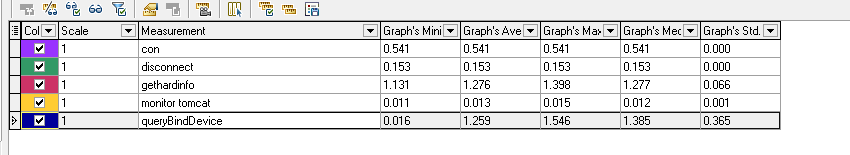 Col Scale Measurement Graph's Mini Graph's Ave Graph's Max Graph's Med Graph's Std.
1 con 0.541 0.541 0.541 0.541 0.000
1 disconnect 0.153 0.153 0.153 0.153 0.000
1 gethardinfo 1.131 1.276 1.398 1.277 0.066
1 monitor tomcat 0.011 0.013 0.015 0.012 0.001
1 queryBindDevice 0.016 1.259 1.546 1.385 0.365